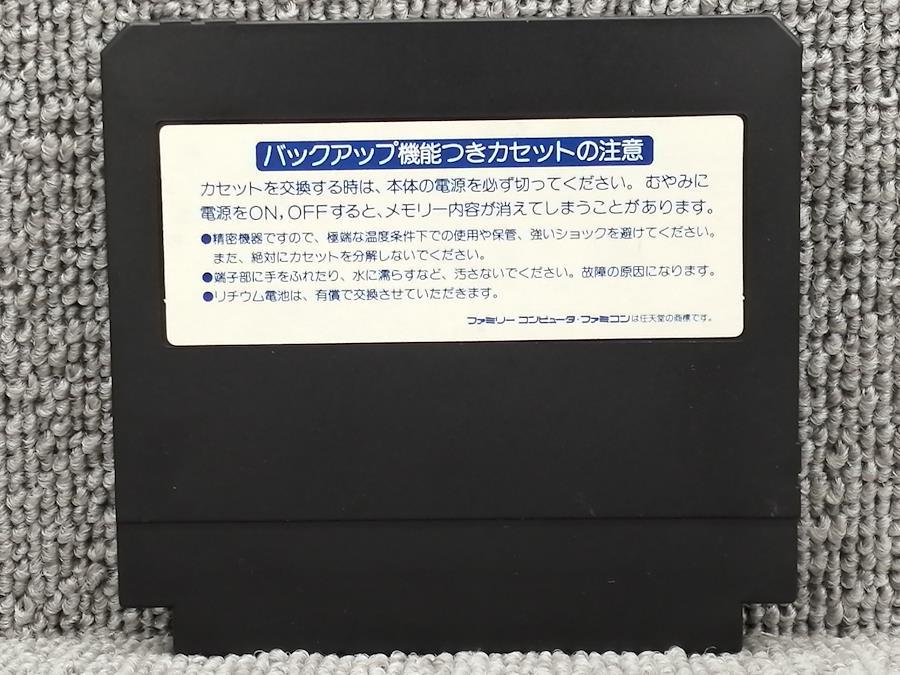 バックアップ機能つきカセットの注意
カセットを交換する時は、本体の電源を必ず切ってください。むやみに
電源をON,OFFすると、メモリー内容が消えてしまうことがあります。
●精密機器ですので、極端な温度条件下での使用や保管、強いショックを避けてください。
また、絶対にカセットを分解しないでください。
●端子部に手をふれたり、水に濡らすなど、汚さないでください。故障の原因になります。
●リチウム電池は、有償で交換させていただきます。
ファミリーコンピュータ・ファミコンは任天堂の商標です。